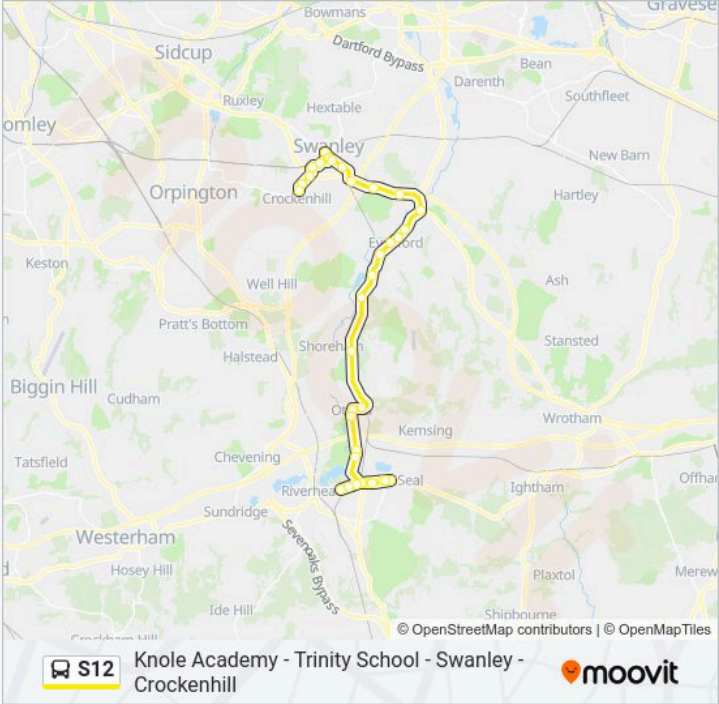 Bowmans
Gravese
Sidcup
Dartford Bypass
Bean
Darenth
Ruxley
Hextable
Southfleet
omley
Swanley
New Barn
Orpington
Crockenhill
Hartley
Keston
Eynsford
Well Hill
Ash
Pratt's Bottom
Shoreham
Stansted
Halstead
Biggin Hill
Cudham
Wrotham
Kemsing
Tatsfield
Chevening
Seal
Offhar
Riverhea
Ightham
Sundridge
Westerham
Sevenoaks Bypass
Hosey Hill
Plaxtol
Merew
Ide Hill
Shipbourne
Crockham Hill
© OpenStreetMap contributors | © OpenMapTiles
S12
Knole Academy - Trinity School - Swanley -
Crockenhill
moovit